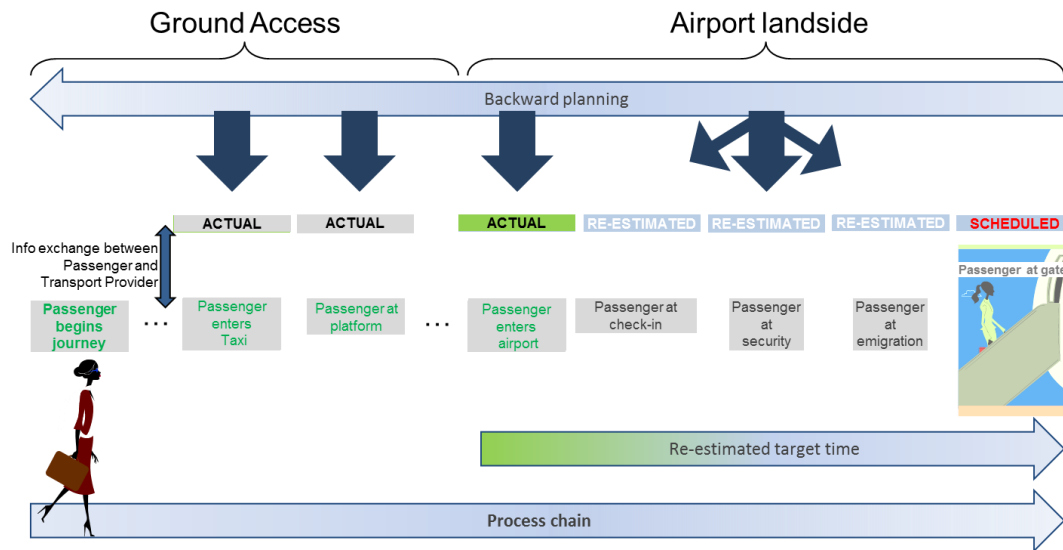 Ground Access
Airport landside
Backward planning
ACTUAL
ACTUAL
ACTUAL
RE-ESTIMATED
RE-ESTIMATED
RE-ESTIMATED
SCHEDULED
Info exchange between
Passenger and
Transport Provider
Passenger at gate
Passenger
begins
journey
...
Passenger
enters
Taxi
Passenger at
platform
...
Passenger
enters
airport
Passenger at
check-in
Passenger
at
security
Passenger
at
emigration
Re-estimated target time
Process chain